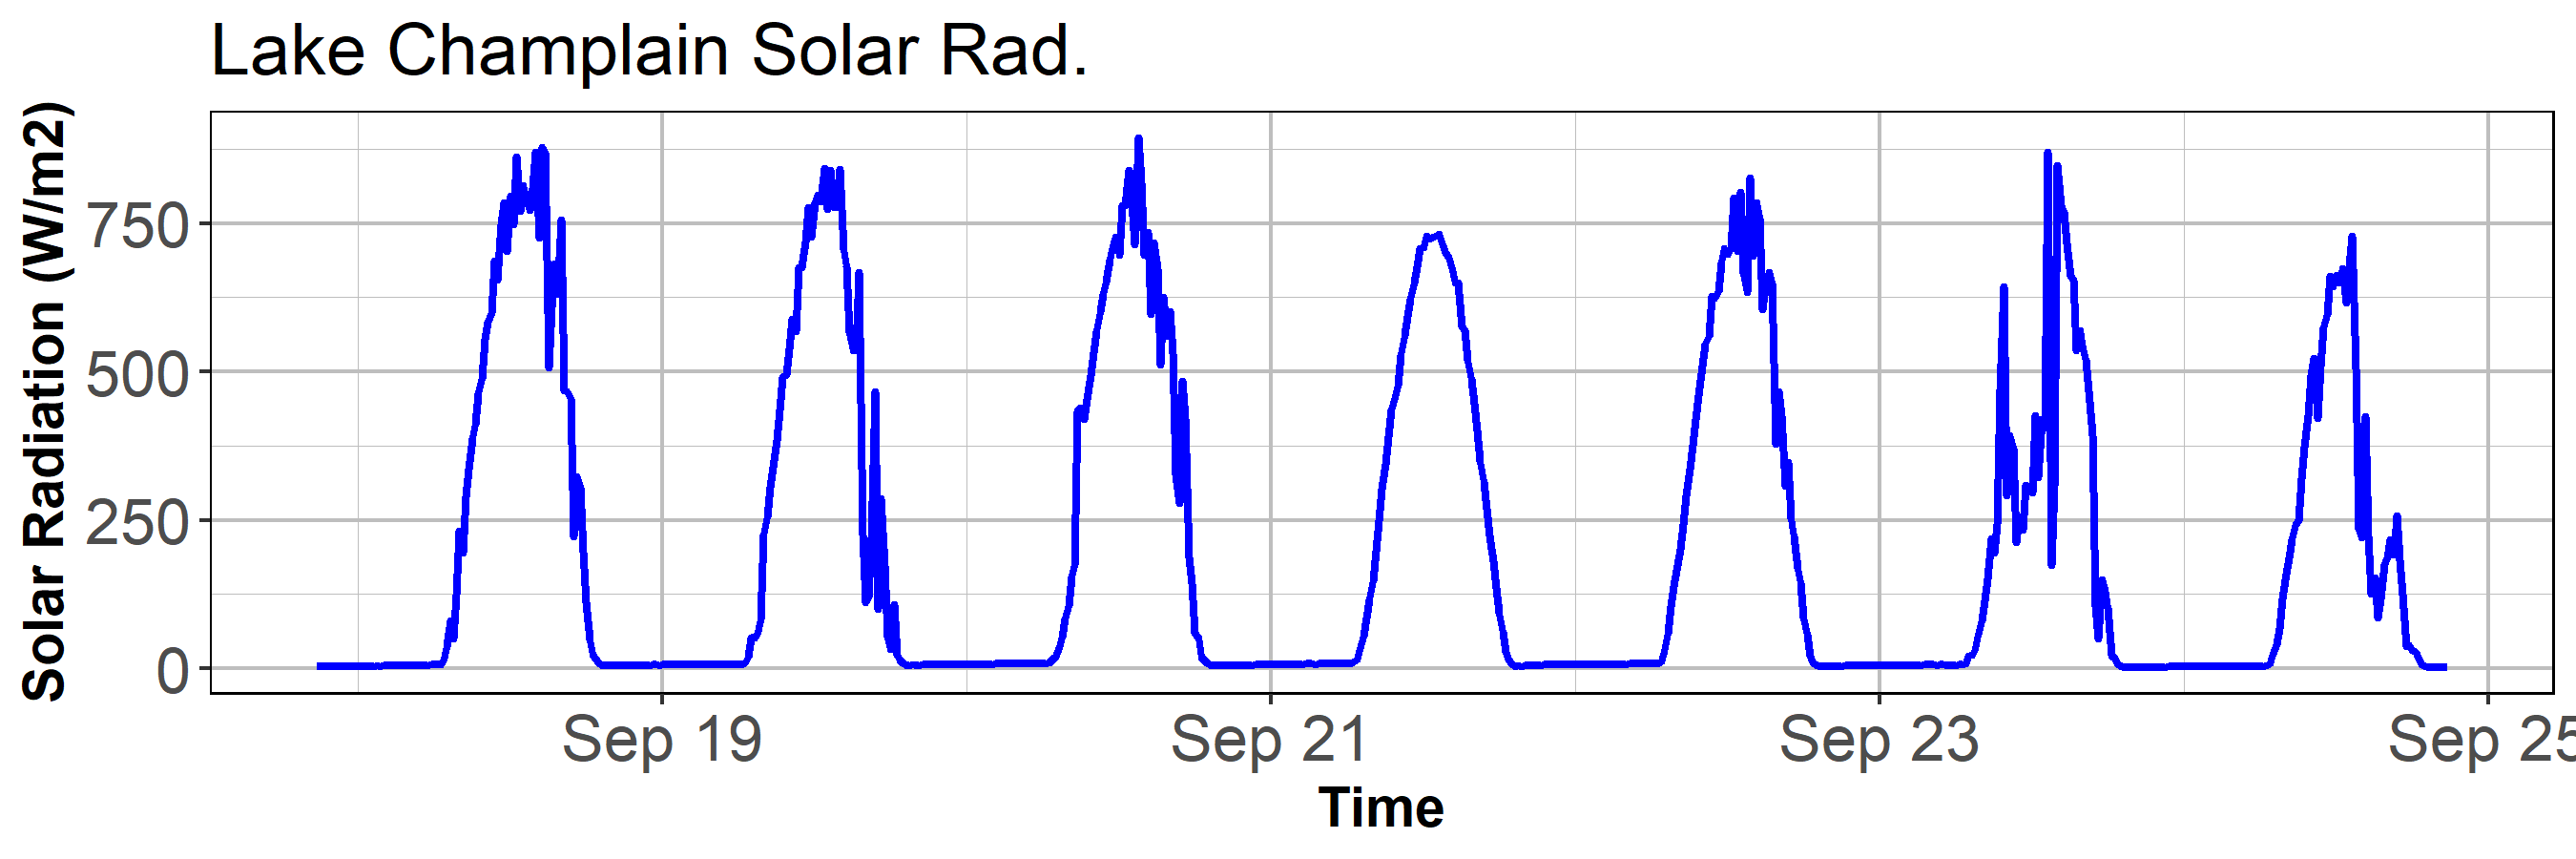 Lake Champlain Solar Rad.
Solar Radiation (W/m2)
750
500
250
0
Sep 19
Sep 21
Sep 23
Sep 25
Time